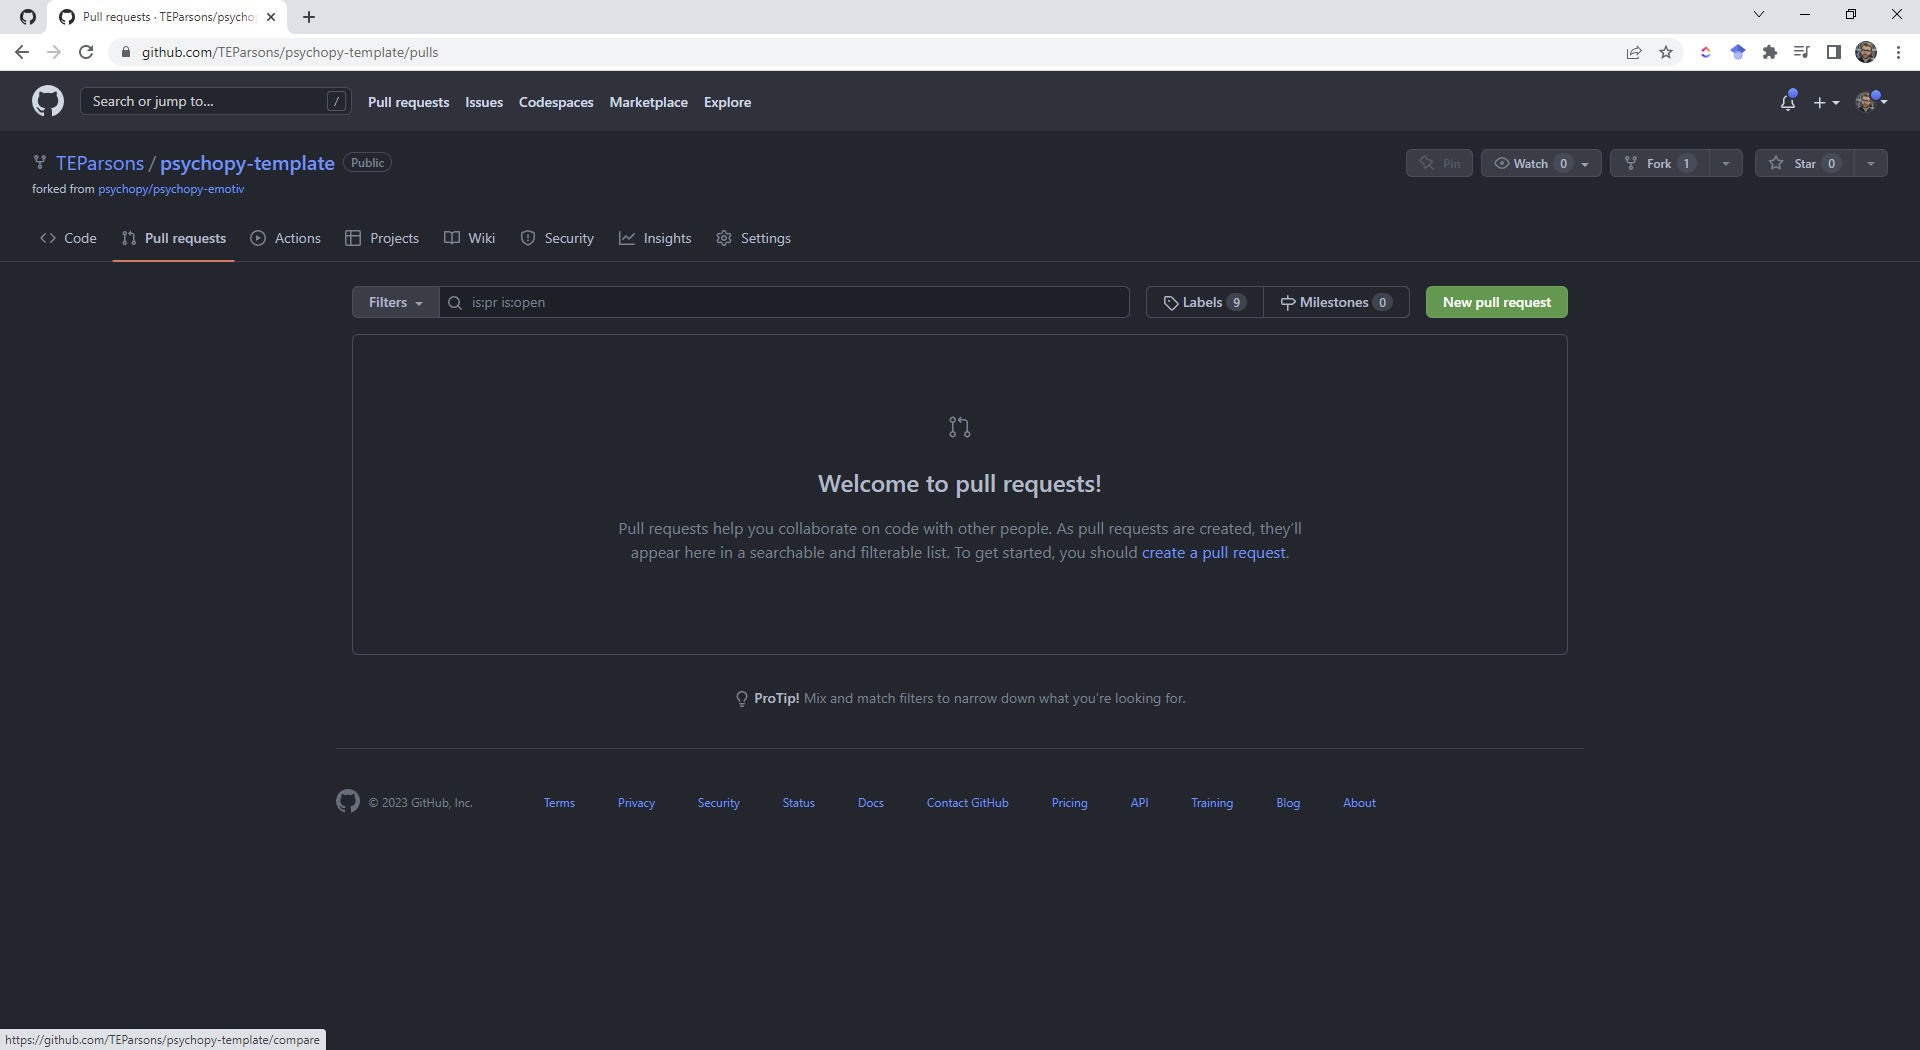 Pull requests · TEParsons/psycho
github.com/TEParsons/psychopy-template/pulls
Search or jump to... /
Pull requests Issues Codespaces Marketplace Explore
TEParsons / psychopy-template Public
Pin Watch 0 Fork 1 Star 0
forked from psychopy/psychopy-emotiv
Code Pull requests Actions Projects Wiki Security Insights Settings
Filters is:pr is:open Labels 9 Milestones 0 New pull request
Welcome to pull requests!
Pull requests help you collaborate on code with other people. As pull requests are created, they’ll
appear here in a searchable and filterable list. To get started, you should create a pull request.
ProTip! Mix and match filters to narrow down what you’re looking for.
© 2023 GitHub, Inc. Terms Privacy Security Status Docs Contact GitHub Pricing API Training Blog About
https://github.com/TEParsons/psychopy-template/compare